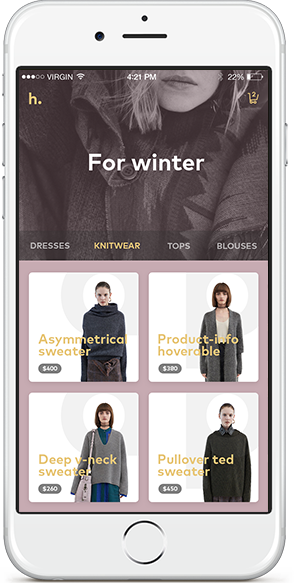 VIRGIN 4:21 PM 22%
h. 2
For winter
DRESSES KNITWEAR TOPS BLOUSES
Asymmetrical
sweater
$400
Product-info
hoverable
$380
Deep v-neck
sweater
$260
Pullover ted
sweater
$450